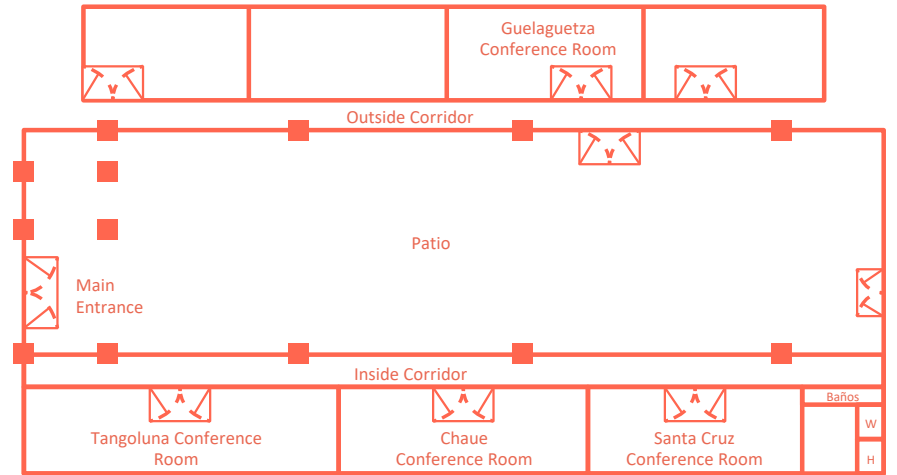 Guelaguetza
Conference Room
Outside Corridor
Patio
Main
Entrance
Inside Corridor
Tangoluna Conference
Room
Chaue
Conference Room
Santa Cruz
Conference Room
Baños
W
H